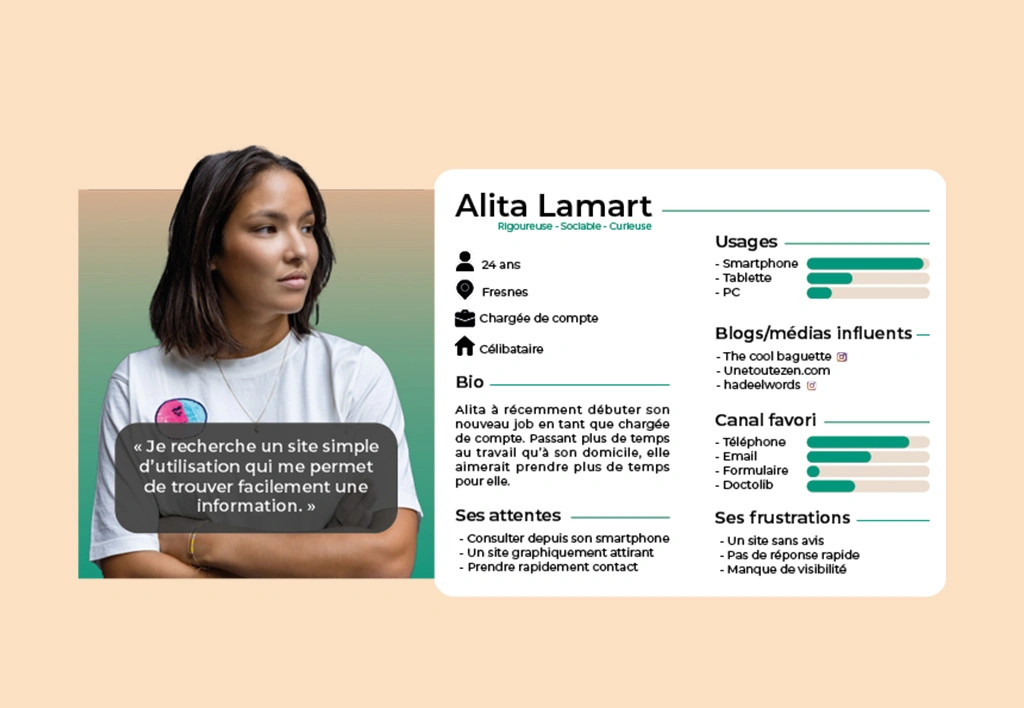 Alita Lamart
Rigoureuse - Sociable - Curieuse
24 ans
Fresnes
Chargée de compte
Célibataire
Bio
Alita à récemment débuter son
nouveau job en tant que chargée
de compte. Passant plus de temps
au travail qu'à son domicile, elle
aimerait prendre plus de temps
pour elle.
Ses attentes
- Consulter depuis son smartphone
- Un site graphiquement attirant
- Prendre rapidement contact
Usages
- Smartphone
- Tablette
- PC
Blogs/médias influents
- The cool baguette
- Unetoutezen.com
- hadeelwords
Canal favori
- Téléphone
- Email
- Formulaire
- Doctolib
Ses frustrations
- Un site sans avis
- Pas de réponse rapide
- Manque de visibilité
« Je recherche un site simple
d'utilisation qui me permet
de trouver facilement une
information. »